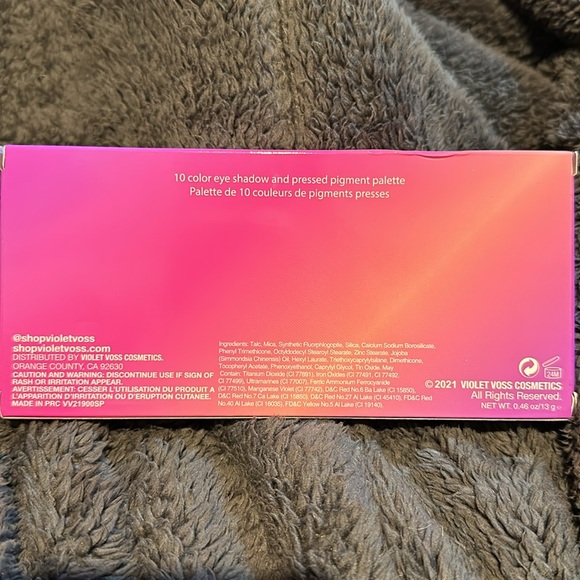 10 color eye shadow and pressed pigment palette
Palette de 10 couleurs de pigments presses
@shopvioletvoss
shopvioletvoss.com
DISTRIBUTED BY VIOLET VOSS COSMETICS.
ORANGE COUNTY, CA 92630
CAUTION AND WARNING: DISCONTINUE USE IF SIGN OF
RASH OR IRRITATION APPEAR.
AVERTISSEMENT: CESSER L'UTILISATION DU PRODUIT A
L'APPARITION D'IRRITATION OU D'ERUPTION CUTANEE.
MADE IN PRC VV21900SP
Ingredients: Talc, Mica, Synthetic Fluorphlogopite, Silica, Calcium Sodium Borosilicate,
Phenyl Trimethicone, Octyldodecyl Stearoyl Stearate, Zinc Stearate, Jojoba
(Simmondsia Chinensis) Oil, Hexyl Laurate, Triethoxycaprylylsilane, Dimethicone,
Tocopheryl Acetate, Phenoxyethanol, Caprylyl Glycol, Tin Oxide. May
Contain: Titanium Dioxide (CI 77891), Iron Oxides (CI 77491, CI 77492,
CI 77499), Ultramarines (CI 77007), Ferric Ammonium Ferrocyanide
(CI 77510), Manganese Violet (CI 77742), D&C Red No.6 Ba Lake (CI 15850),
D&C Red No.7 Ca Lake (CI 15850), D&C Red No.27 Al Lake (CI 45410), FD&C Red
No.40 Al Lake (CI 16035), FD&C Yellow No.5 Al Lake (CI 19140).
24M
©2021 VIOLET VOSS COSMETICS
All Rights Reserved.
NET WT. 0.46 oz/13 g ℮